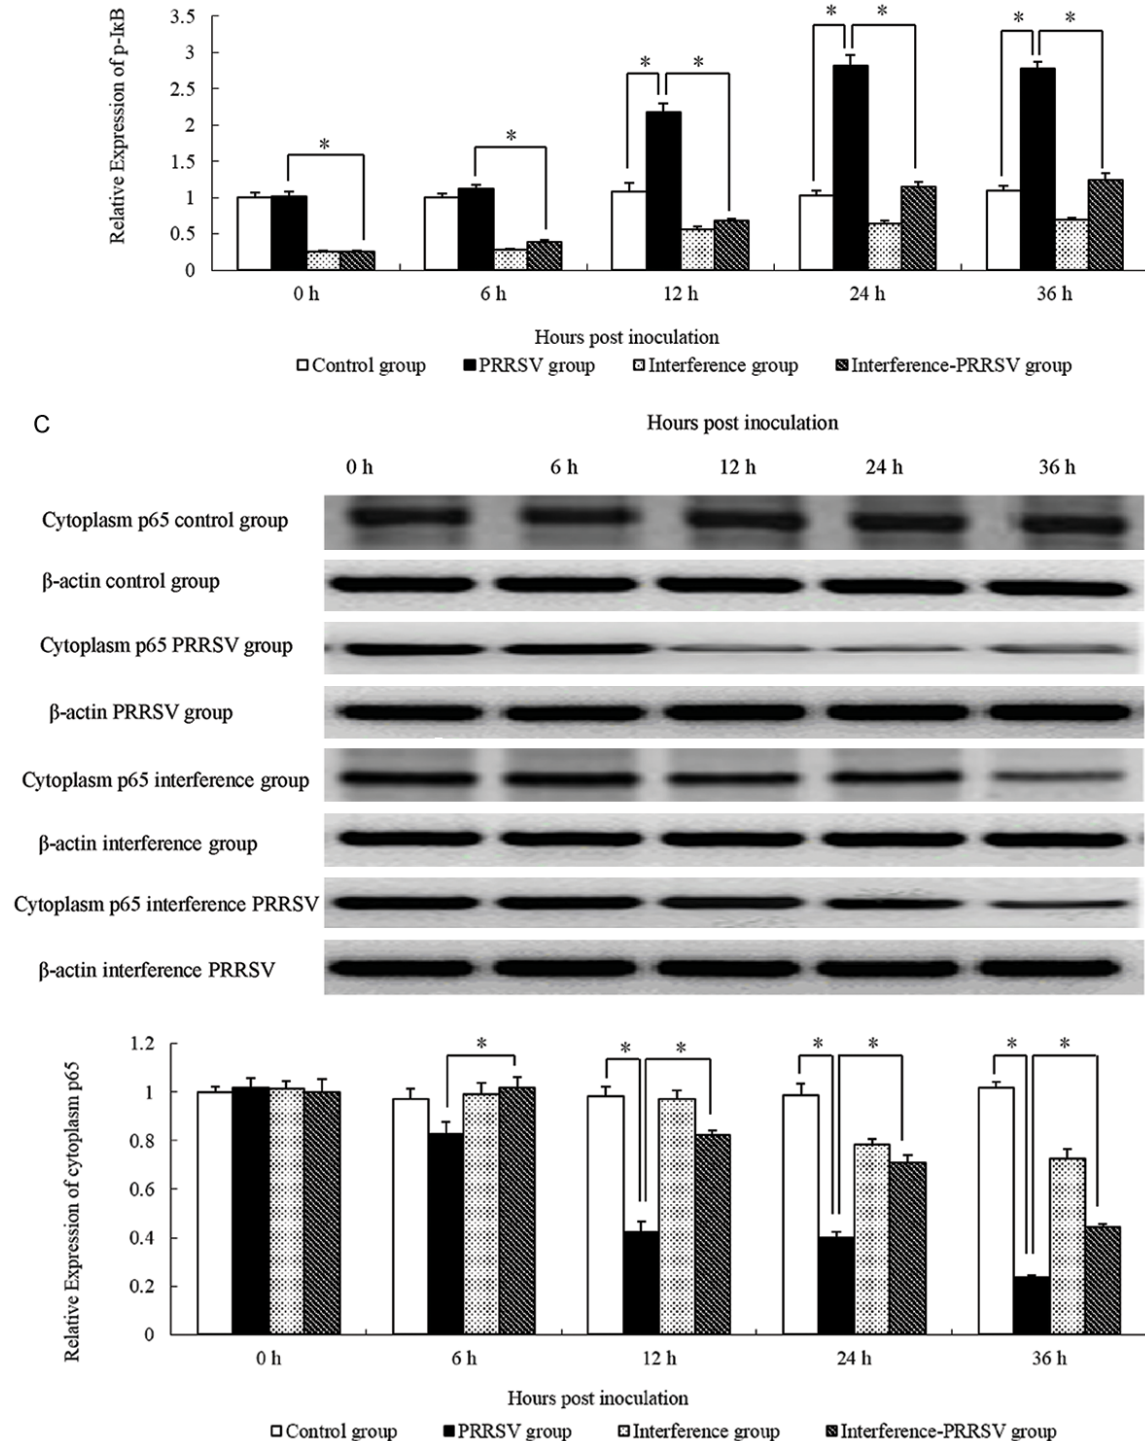 Relative Expression of p-IκB
3.5
3
2.5
2
1.5
1
0.5
0
* * * * * * * *
0 h 6 h 12 h 24 h 36 h
Hours post inoculation
Control group PRRSV group Interference group Interference-PRRSV group
C
Hours post inoculation
0 h 6 h 12 h 24 h 36 h
Cytoplasm p65 control group
β-actin control group
Cytoplasm p65 PRRSV group
β-actin PRRSV group
Cytoplasm p65 interference group
β-actin interference group
Cytoplasm p65 interference PRRSV
β-actin interference PRRSV
Relative Expression of cytoplasm p65
1.2
1
0.8
0.6
0.4
0.2
0
* * * * * * *
0 h 6 h 12 h 24 h 36 h
Hours post inoculation
Control group PRRSV group Interference group Interference-PRRSV group